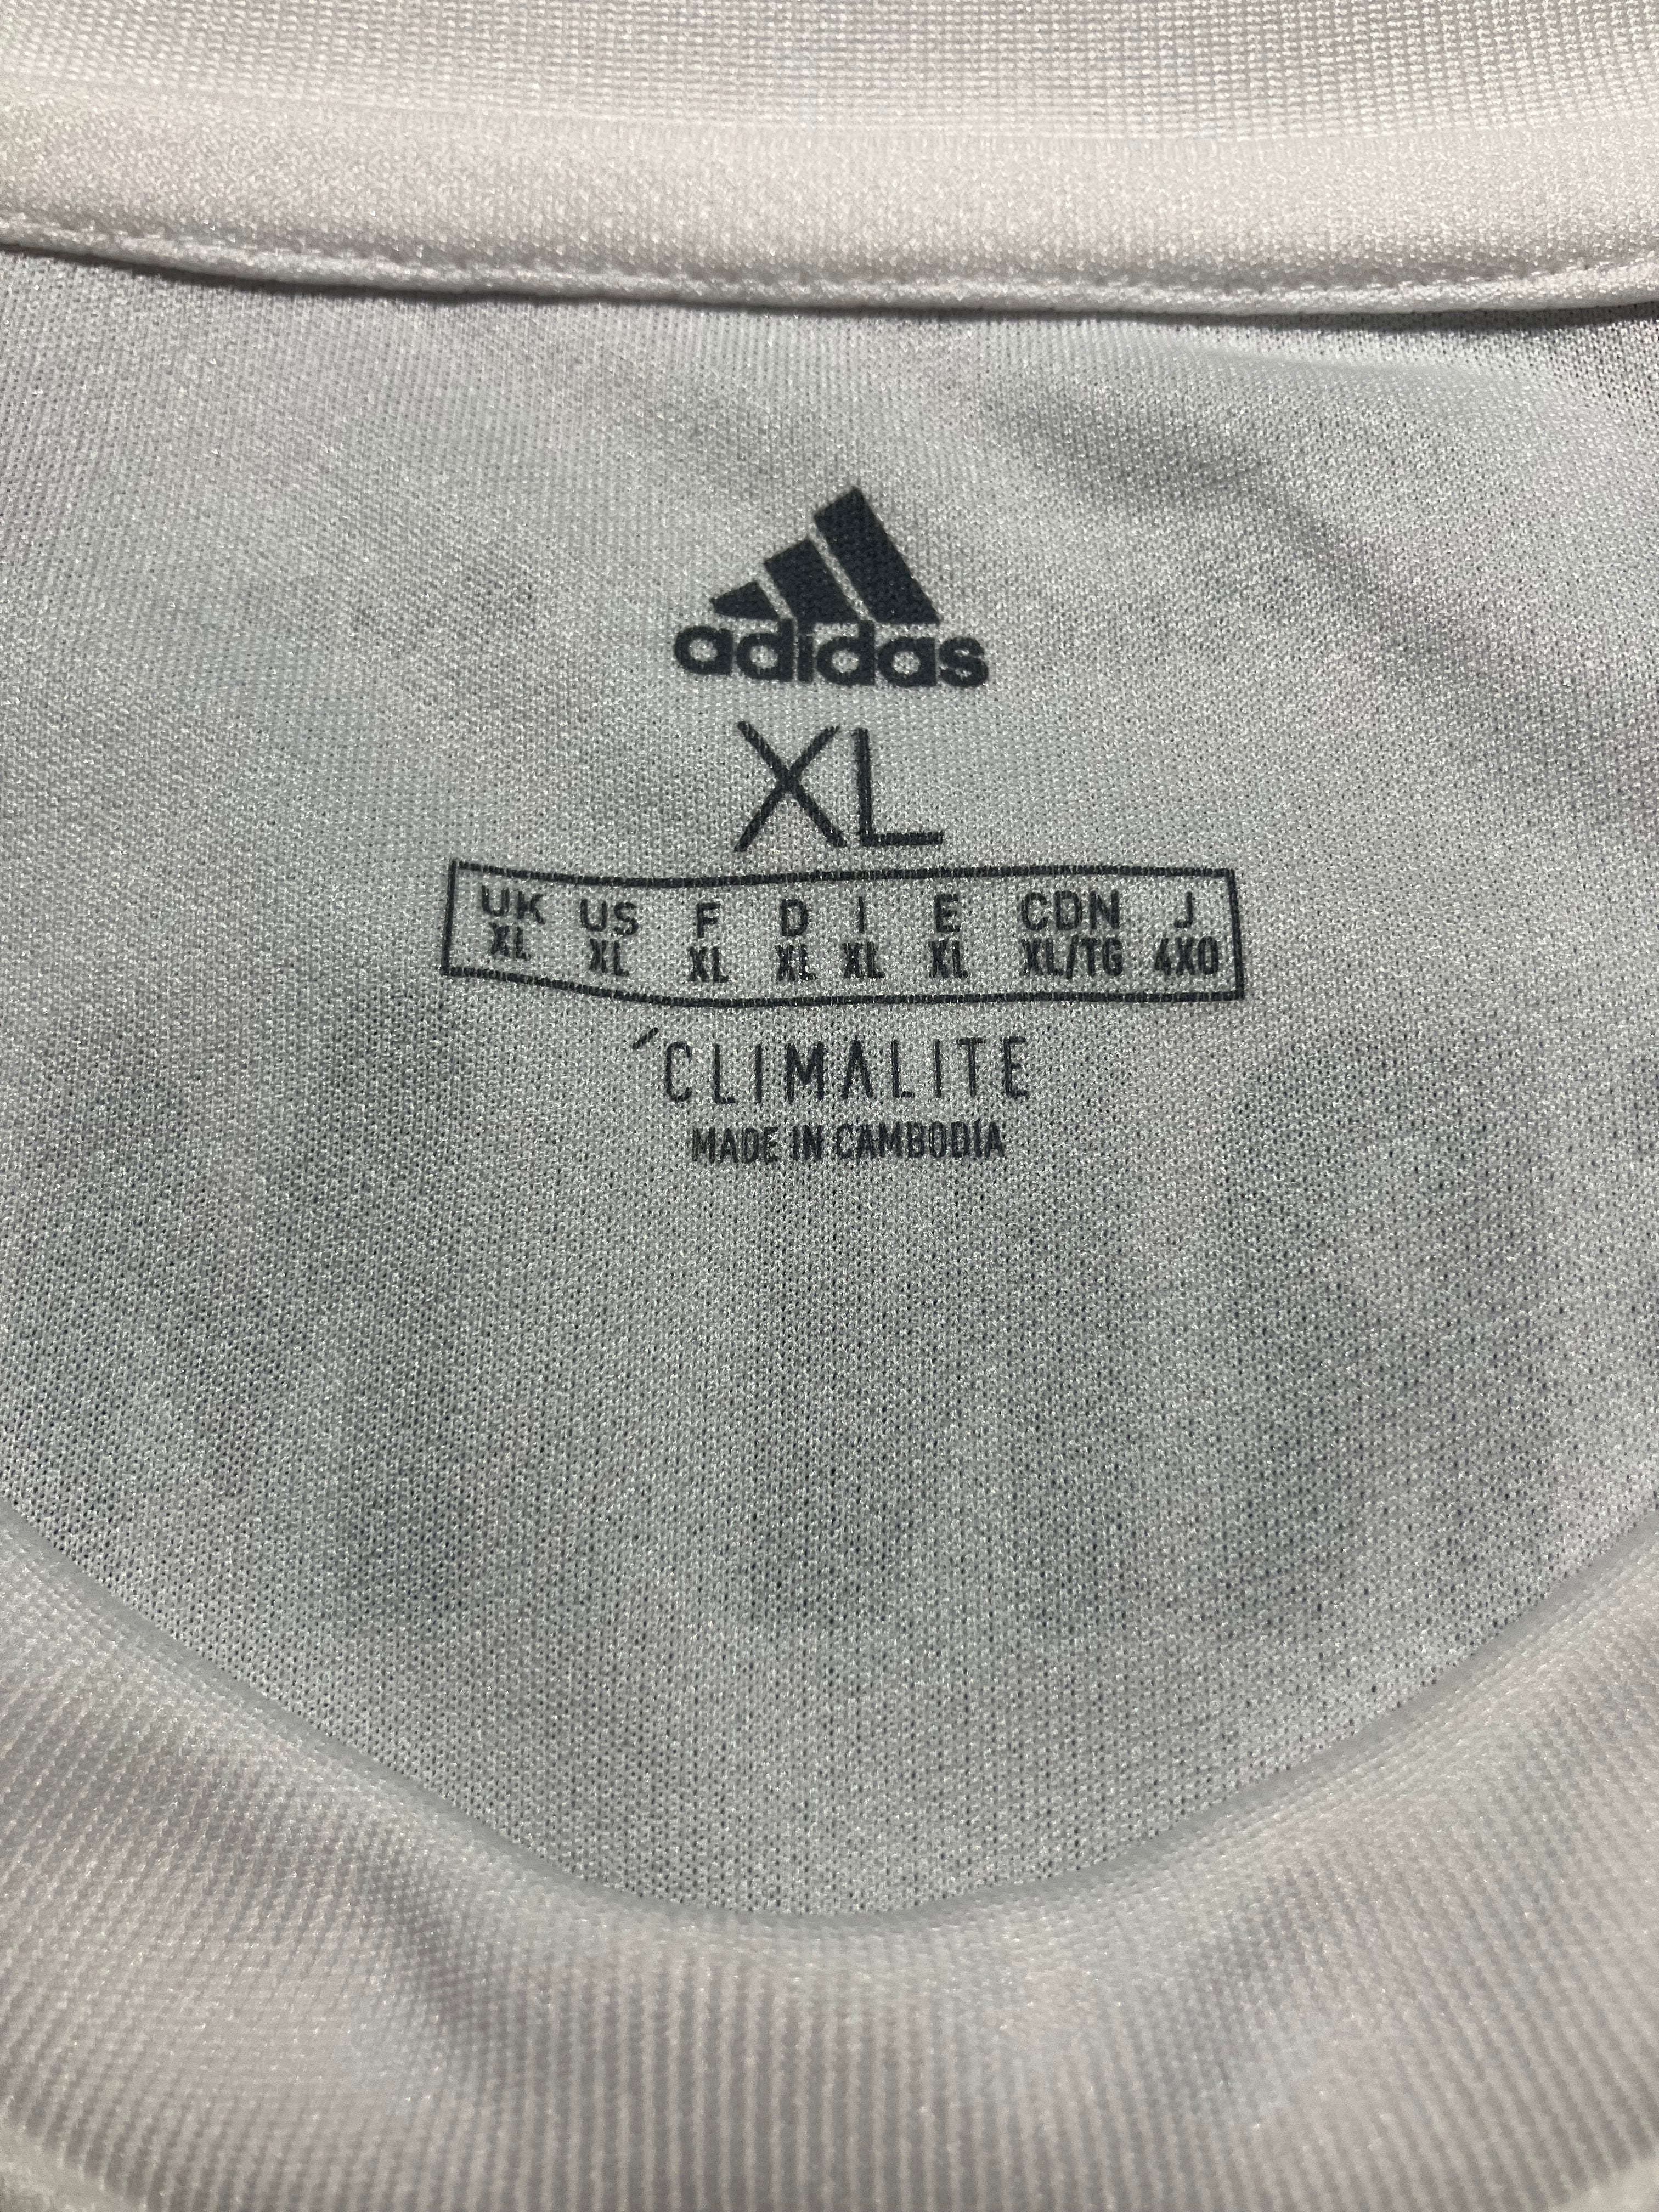 adidas
XL
UK US F D I E CDN J
XL XL XL XL XL XL XL/TG 4XO
CLIMALITE
MADE IN CAMBODIA